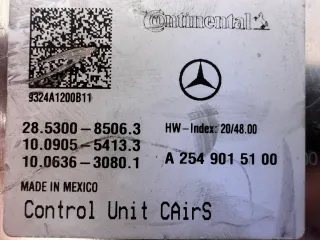 Continental
9324A1200B11
28.5300-8506.3
HW-Index: 20/48.00
10.0905-5413.3
10.0636-3080.1
A 254 901 51 00
MADE IN MEXICO
Control Unit CAirS